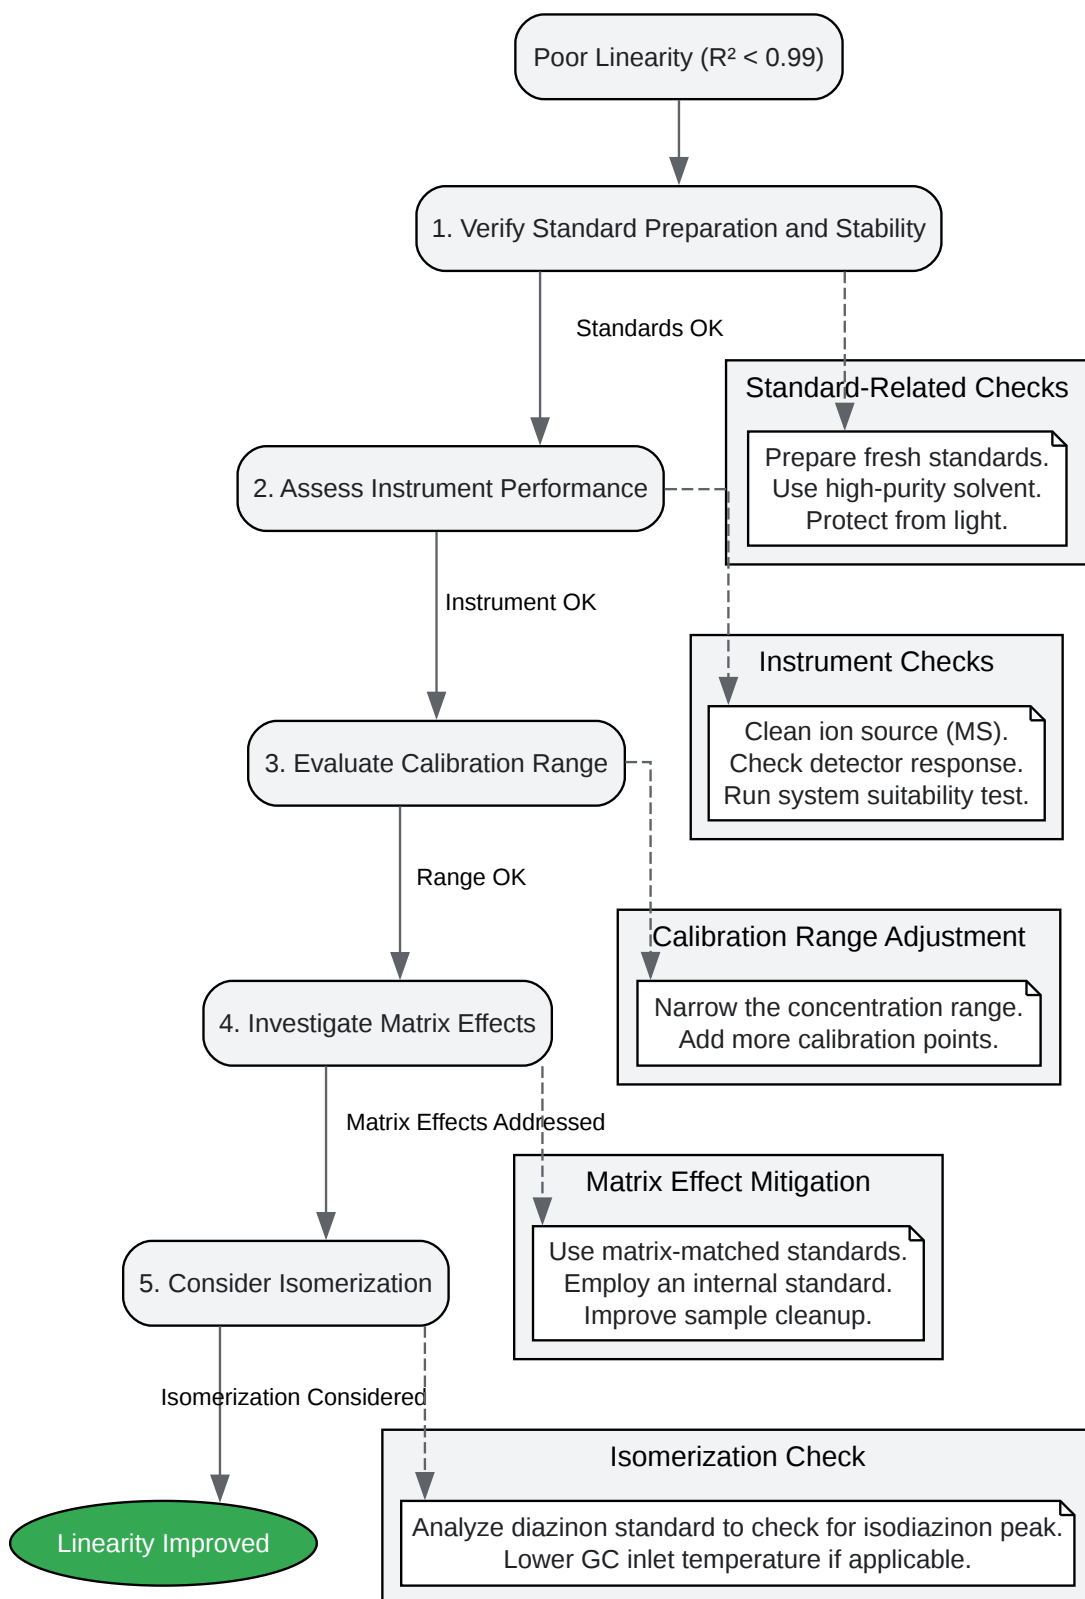 Poor Linearity (R² < 0.99)
1. Verify Standard Preparation and Stability
Standards OK
Standard-Related Checks
Prepare fresh standards.
Use high-purity solvent.
Protect from light.
2. Assess Instrument Performance
Instrument OK
Instrument Checks
Clean ion source (MS).
Check detector response.
Run system suitability test.
3. Evaluate Calibration Range
Range OK
Calibration Range Adjustment
Narrow the concentration range.
Add more calibration points.
4. Investigate Matrix Effects
Matrix Effects Addressed
Matrix Effect Mitigation
Use matrix-matched standards.
Employ an internal standard.
Improve sample cleanup.
5. Consider Isomerization
Isomerization Considered
Isomerization Check
Analyze diazinon standard to check for isodiazinon peak.
Lower GC inlet temperature if applicable.
Linearity Improved